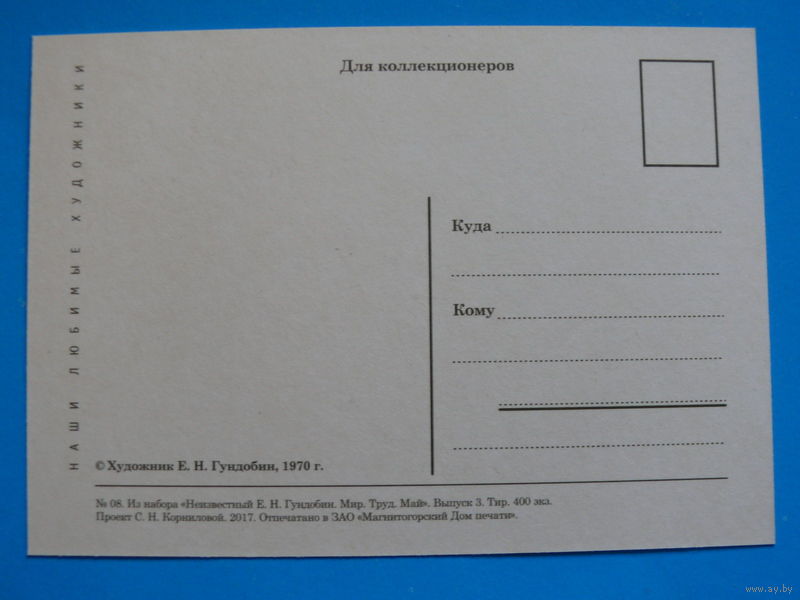 Для коллекционеров
НАШИ ЛЮБИМЫЕ ХУДОЖНИКИ
Куда
Кому
© Художник Е. Н. Гундобин, 1970 г.
№ 08. Из набора «Неизвестный Е. Н. Гундобин. Мир. Труд. Май». Выпуск 3. Тир. 400 экз.
Проект С. Н. Корниловой. 2017. Отпечатано в ЗАО «Магнитогорский Дом печати».
www.ay.by